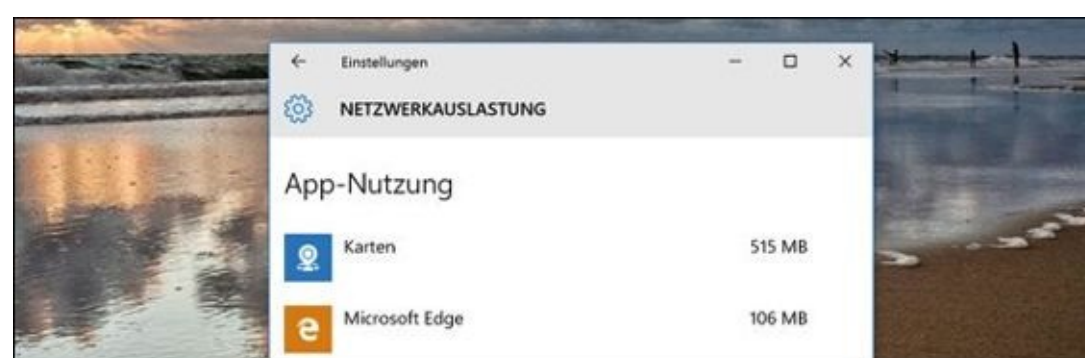 Einstellungen
NETZWERKAUSLASTUNG
App-Nutzung
Karten 515 MB
Microsoft Edge 106 MB